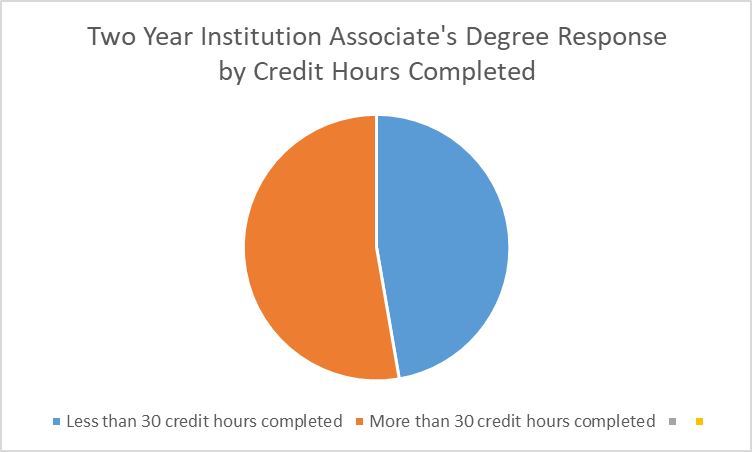 Two Year Institution Associate's Degree Response
by Credit Hours Completed
Less than 30 credit hours completed More than 30 credit hours completed